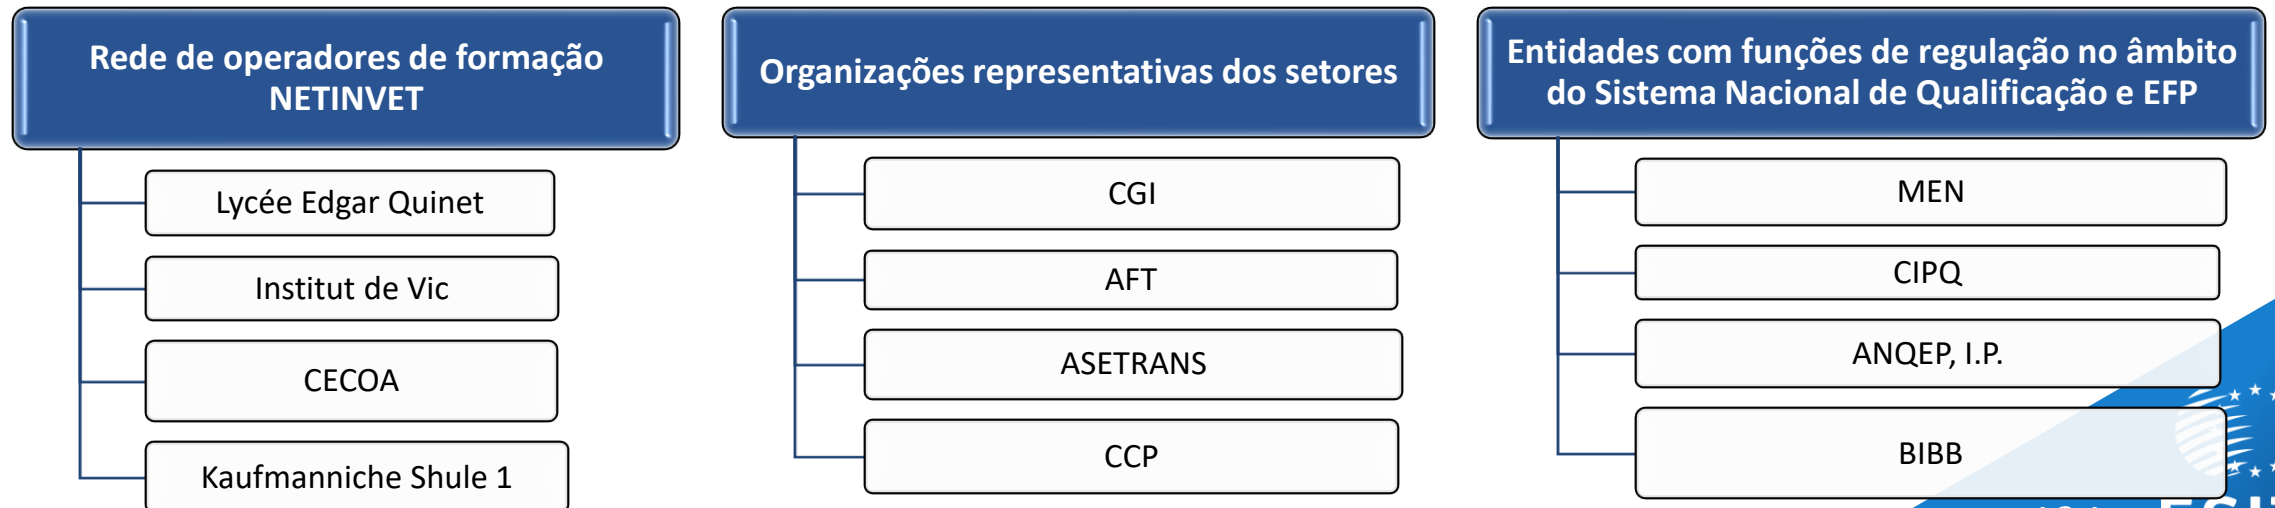 Rede de operadores de formação
NETINVET
Lycée Edgar Quinet
Institut de Vic
CECOA
Kaufmanniche Shule 1
Organizações representativas dos setores
CGI
AFT
ASETRANS
CCP
Entidades com funções de regulação no âmbito
do Sistema Nacional de Qualificação e EFP
MEN
CIPQ
ANQEP, I.P.
BIBB